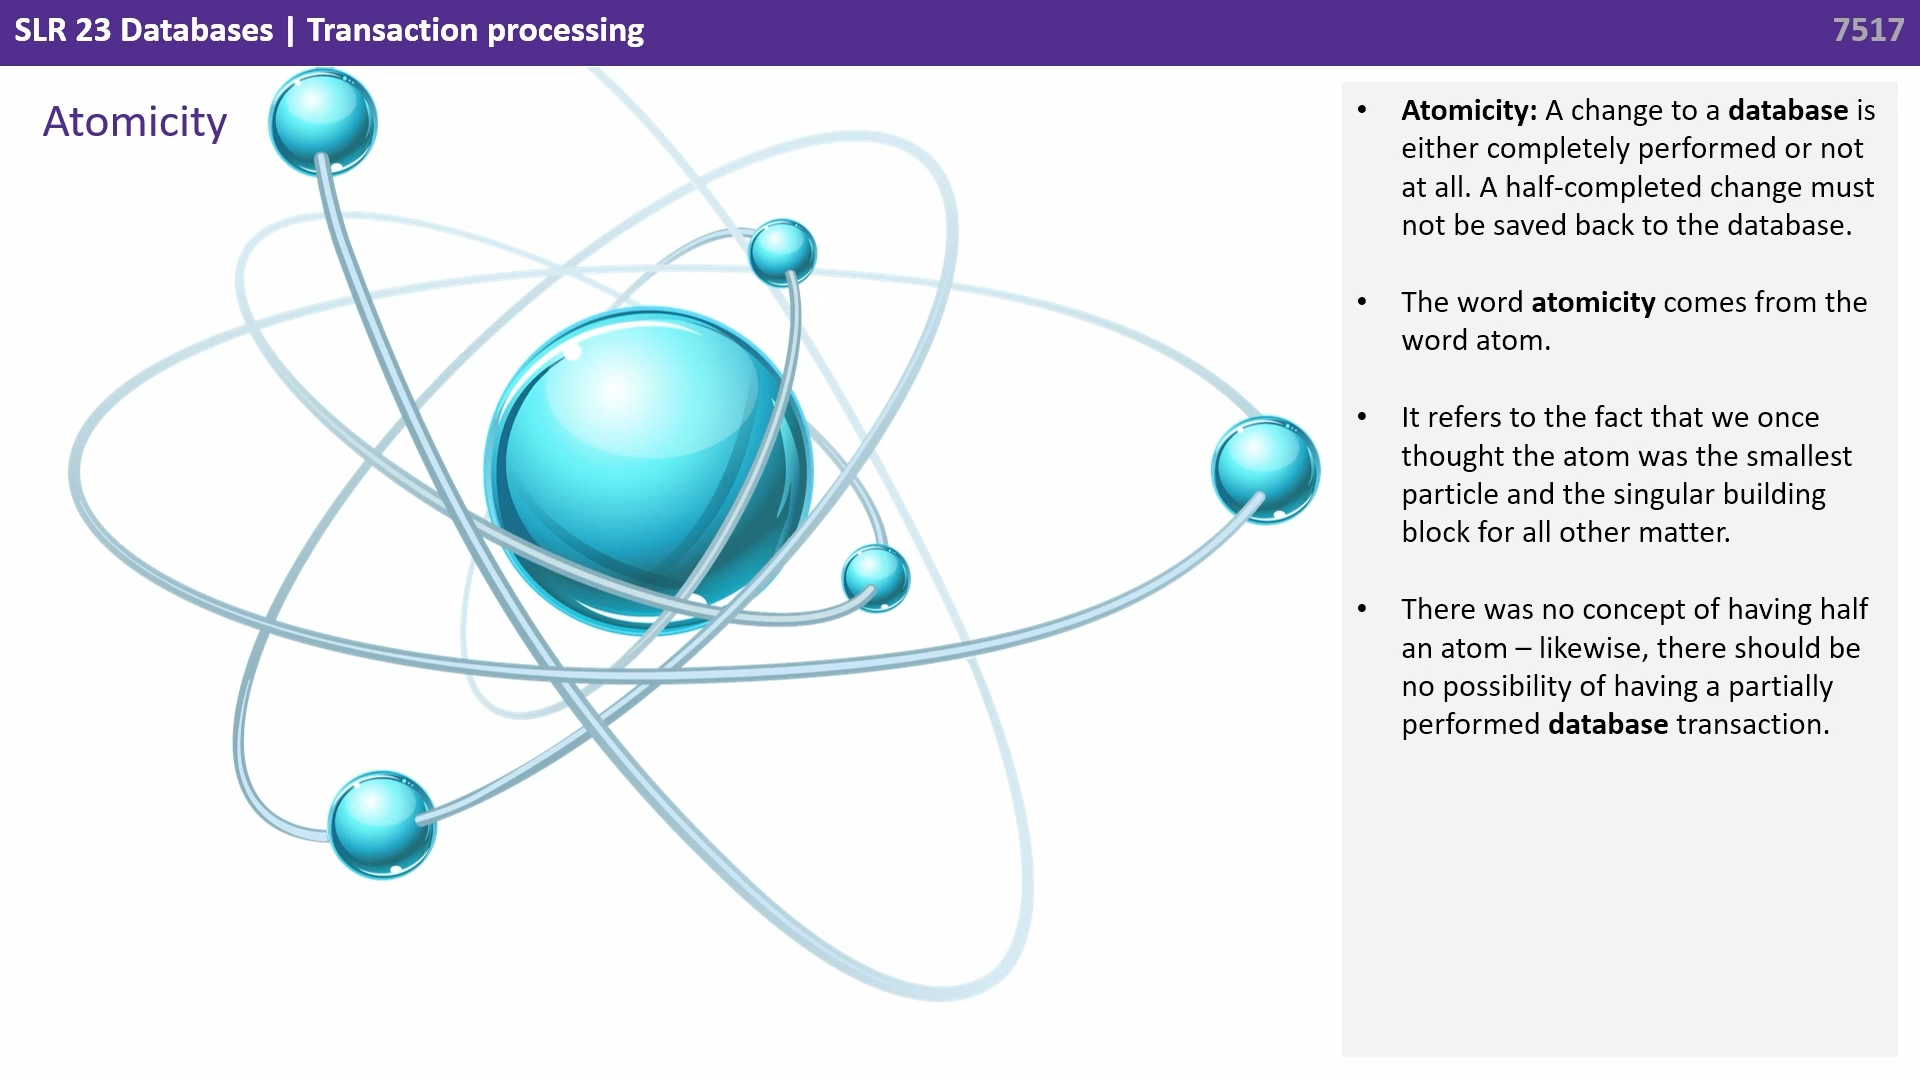 SLR 23 Databases | Transaction processing
7517
Atomicity
• Atomicity: A change to a database is
either completely performed or not
at all. A half-completed change must
not be saved back to the database.
• The word atomicity comes from the
word atom.
• It refers to the fact that we once
thought the atom was the smallest
particle and the singular building
block for all other matter.
• There was no concept of having half
an atom – likewise, there should be
no possibility of having a partially
performed database transaction.